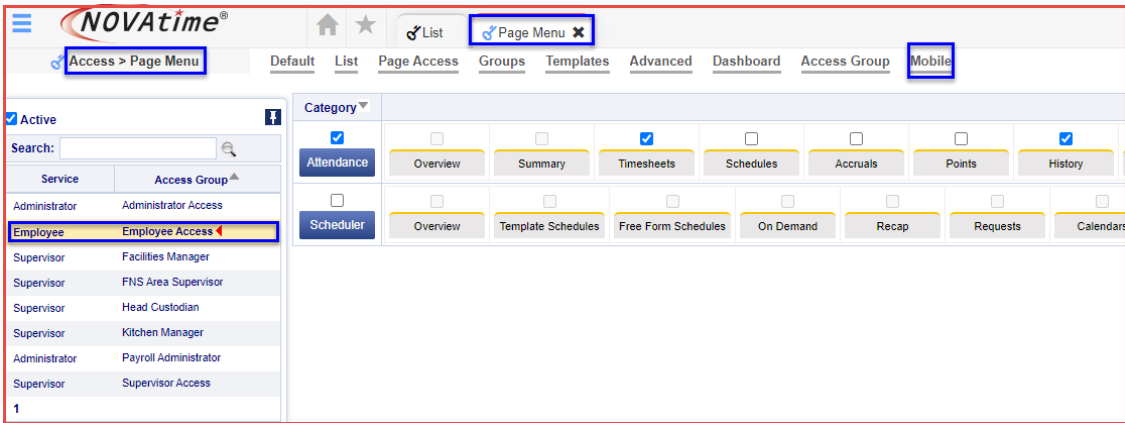 NOVAtime®
List
Page Menu ✖
Access > Page Menu
Default List Page Access Groups Templates Advanced Dashboard Access Group Mobile
Active
Search:
Service Access Group
Administrator Administrator Access
Employee Employee Access
Supervisor Facilities Manager
Supervisor FNS Area Supervisor
Supervisor Head Custodian
Supervisor Kitchen Manager
Administrator Payroll Administrator
Supervisor Supervisor Access
1
Category
Attendance Overview Summary Timesheets Schedules Accruals Points History
Scheduler Overview Template Schedules Free Form Schedules On Demand Recap Requests Calendars